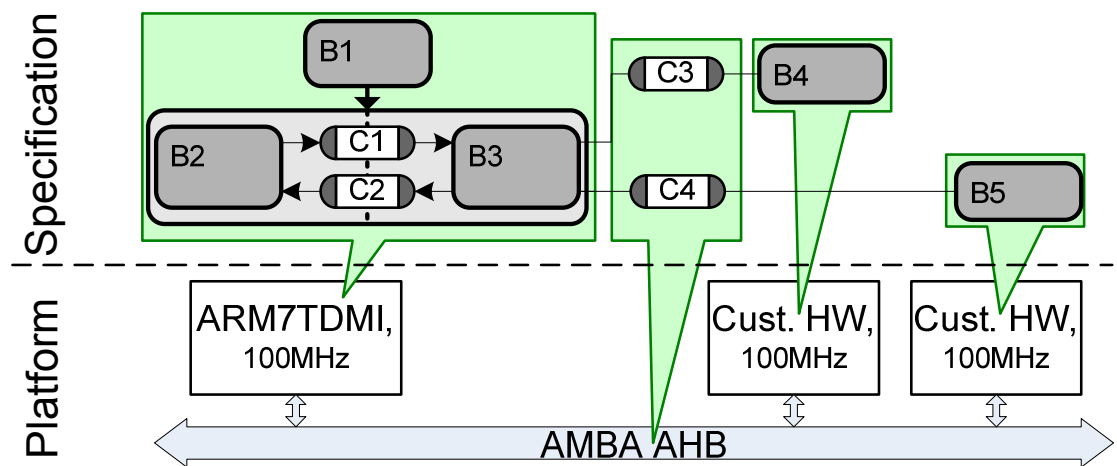 Specification
B1
C3
B4
B2
C1
B3
C2
C4
B5
Platform
ARM7TDMI,
100MHz
Cust. HW,
100MHz
Cust. HW,
100MHz
AMBA AHB